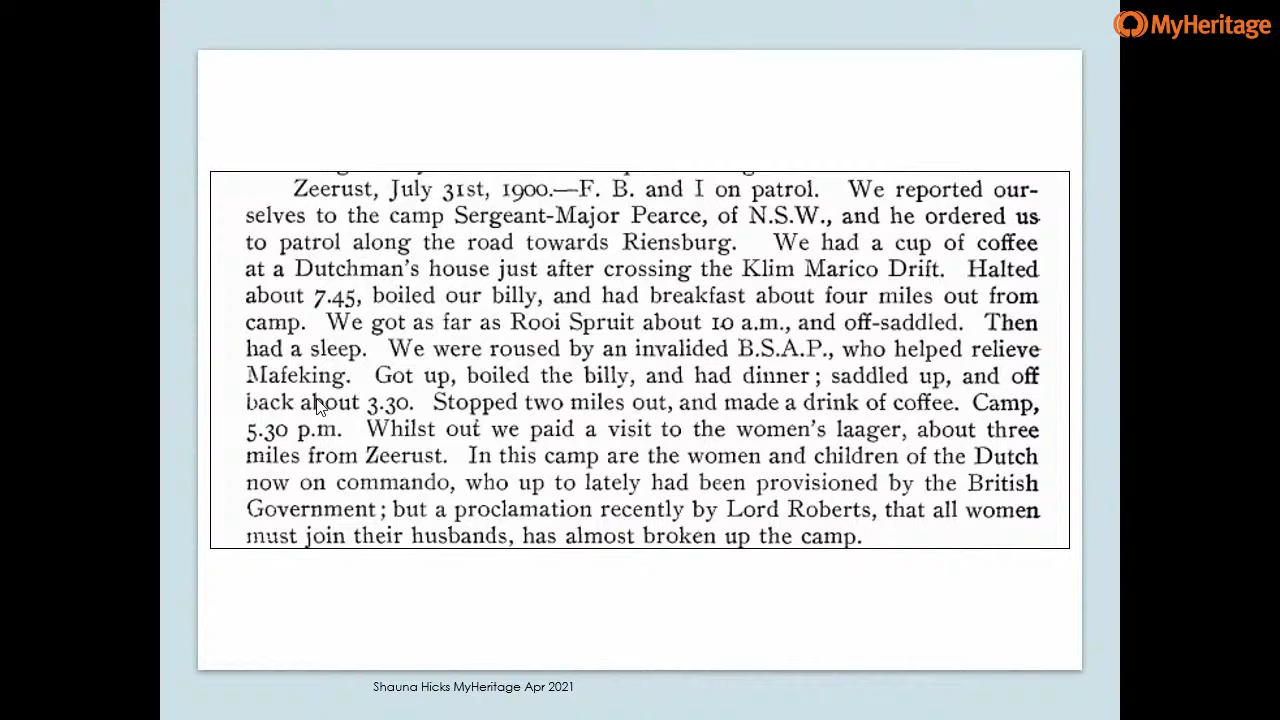 MyHeritage
Zeerust, July 31st, 1900.—F. B. and I on patrol. We reported our-
selves to the camp Sergeant-Major Pearce, of N.S.W., and he ordered us
to patrol along the road towards Riensburg. We had a cup of coffee
at a Dutchman's house just after crossing the Klim Marico Drift. Halted
about 7.45, boiled our billy, and had breakfast about four miles out from
camp. We got as far as Rooi Spruit about 10 a.m., and off-saddled. Then
had a sleep. We were roused by an invalided B.S.A.P., who helped relieve
Mafeking. Got up, boiled the billy, and had dinner; saddled up, and off
back about 3.30. Stopped two miles out, and made a drink of coffee. Camp,
5.30 p.m. Whilst out we paid a visit to the women's laager, about three
miles from Zeerust. In this camp are the women and children of the Dutch
now on commando, who up to lately had been provisioned by the British
Government; but a proclamation recently by Lord Roberts, that all women
must join their husbands, has almost broken up the camp.
Shauna Hicks MyHeritage Apr 2021